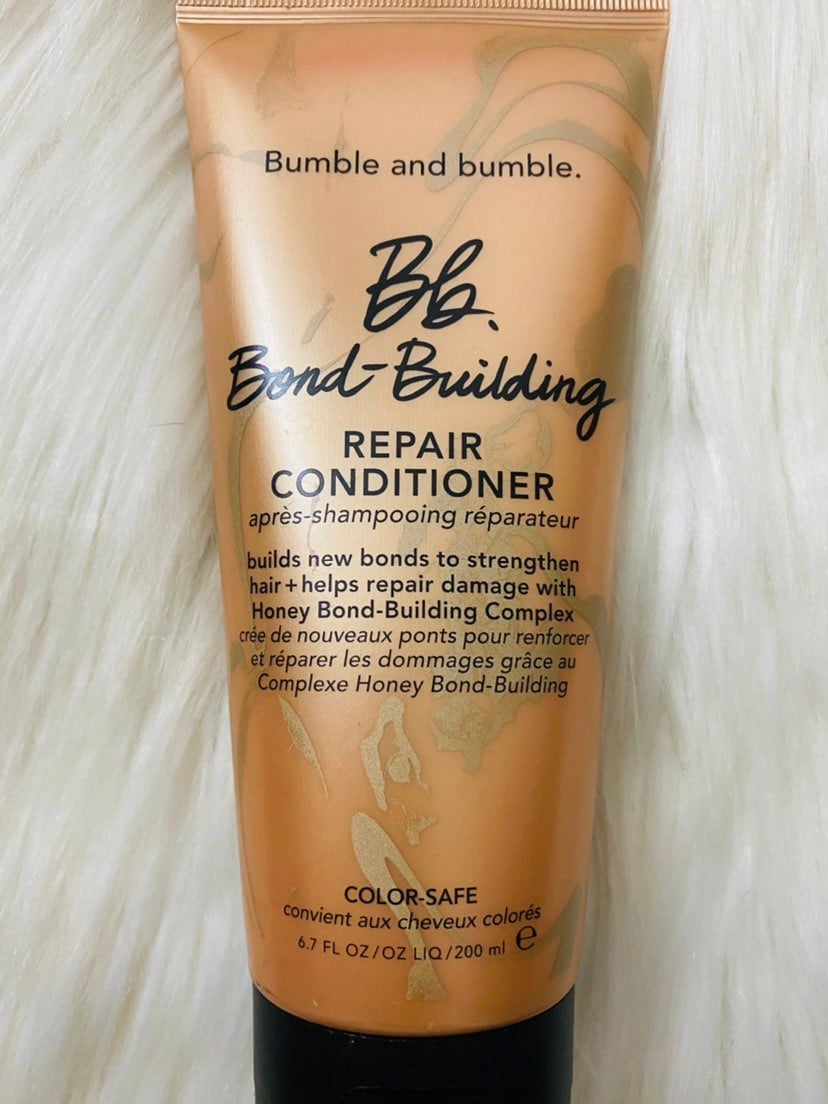 Bumble and bumble.
Bb.
Bond-Building
REPAIR
CONDITIONER
après-shampooing réparateur
builds new bonds to strengthen
hair + helps repair damage with
Honey Bond-Building Complex
crée de nouveaux ponts pour renforcer
et réparer les dommages grâce au
Complexe Honey Bond-Building
COLOR-SAFE
convient aux cheveux colorés
6.7 FL OZ/OZ LIQ/200 ml ℮